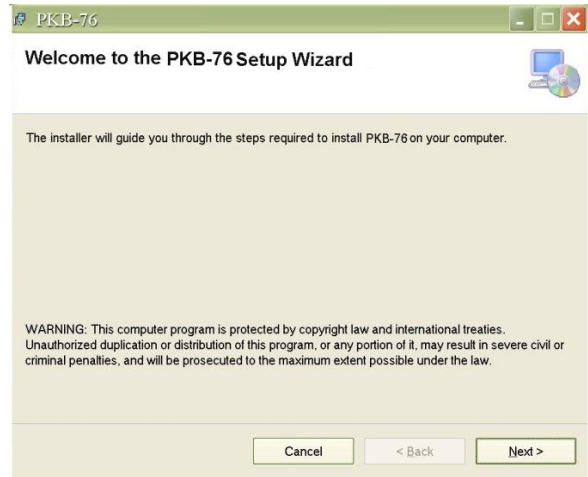 PKB-76
Welcome to the PKB-76 Setup Wizard
The installer will guide you through the steps required to install PKB-76 on your computer.
WARNING: This computer program is protected by copyright law and international treaties.
Unauthorized duplication or distribution of this program, or any portion of it, may result in severe civil or
criminal penalties, and will be prosecuted to the maximum extent possible under the law.
Cancel < Back Next >